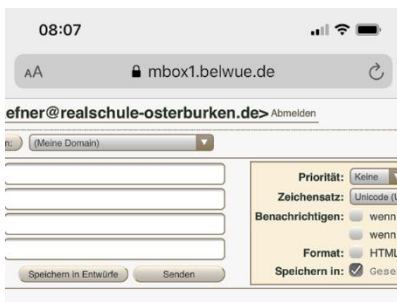 08:07
AA mbox1.belwue.de
efner@realschule-osterburken.de> Abmelden
n: (Meine Domain)
Priorität: Keine
Zeichensatz: Unicode (U
Benachrichtigen: wenn
wenn
Format: HTML
Speichern in Entwürfe Senden
Speichern in: Gese